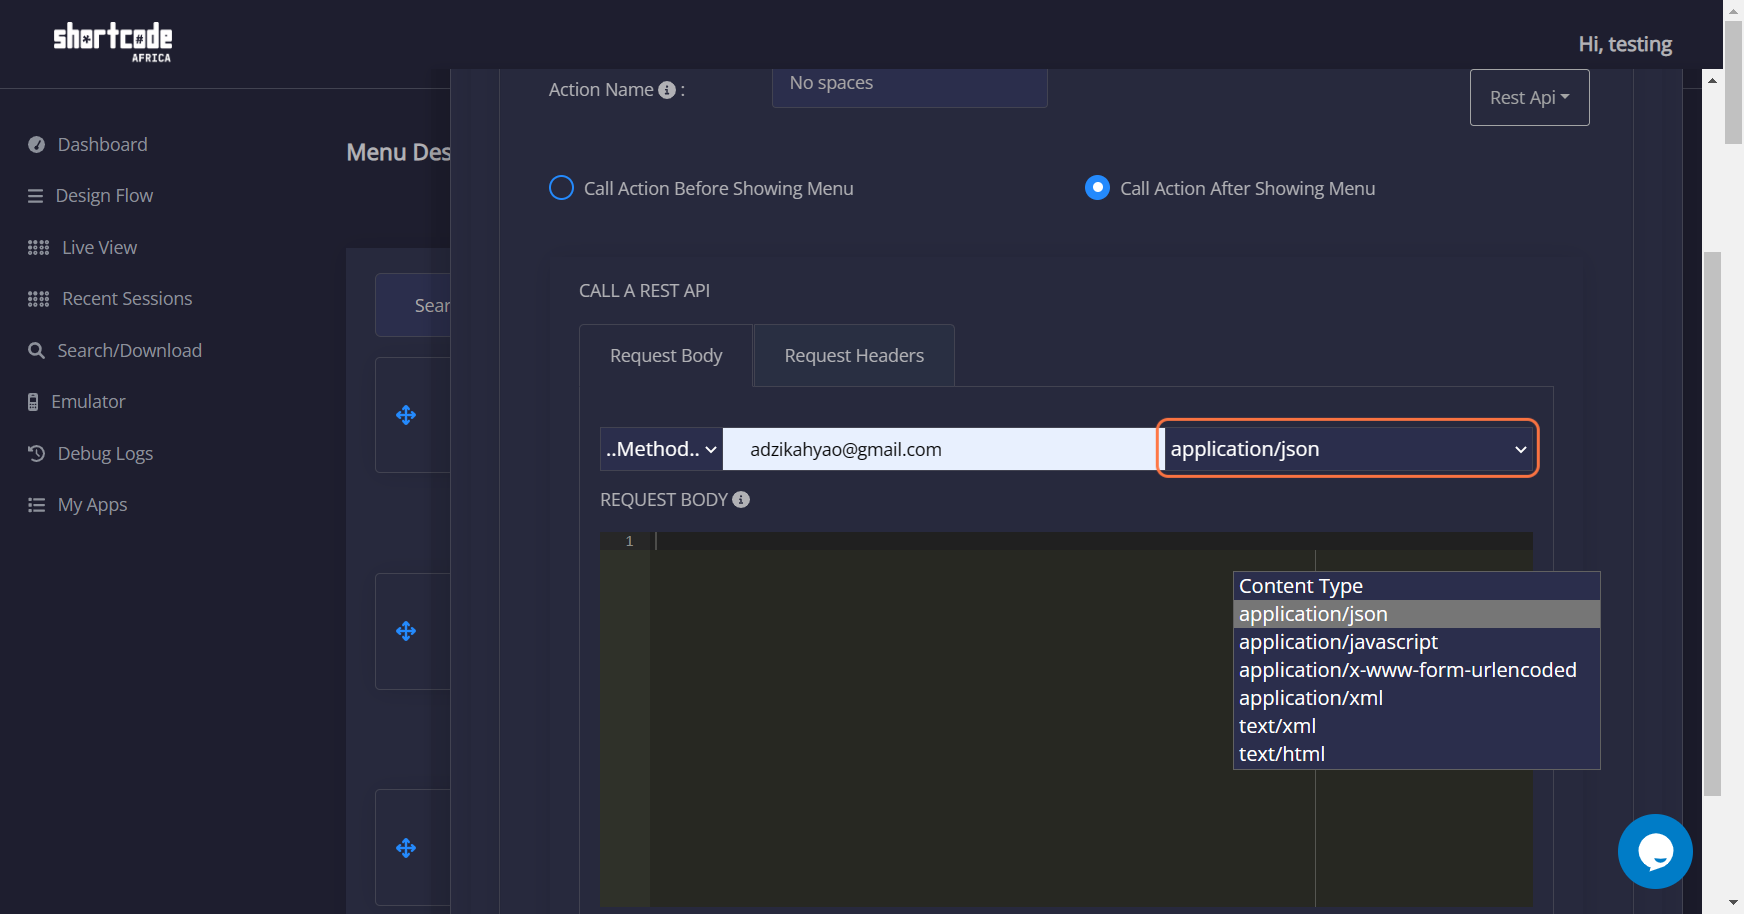 shortcode
AFRICA
Hi, testing
Dashboard
Design Flow
Live View
Recent Sessions
Search/Download
Emulator
Debug Logs
My Apps
Menu Des
Sear
Action Name :
No spaces
Rest Api
Call Action Before Showing Menu
Call Action After Showing Menu
CALL A REST API
Request Body
Request Headers
..Method..
adzikahyao@gmail.com
application/json
REQUEST BODY
1
Content Type
application/json
application/javascript
application/x-www-form-urlencoded
application/xml
text/xml
text/html